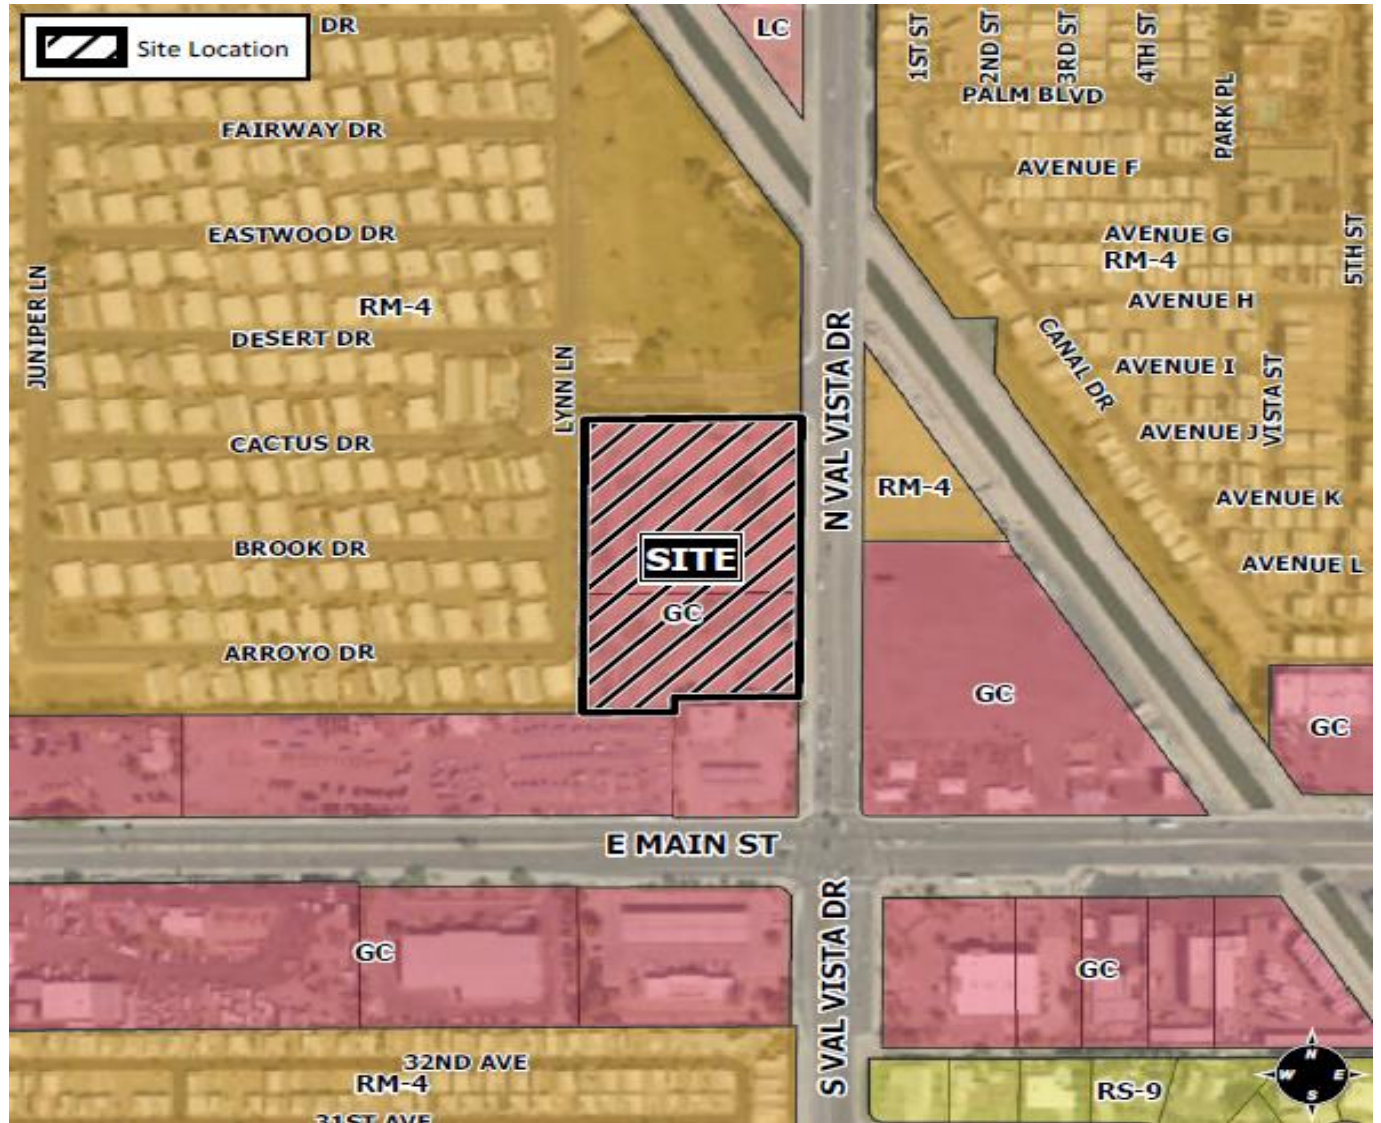 Site Location
DR
LC
1ST ST
2ND ST
3RD ST
4TH ST
PALM BLVD
PARK PL
FAIRWAY DR
AVENUE F
EASTWOOD DR
AVENUE G
RM-4
5TH ST
JUNIPER LN
RM-4
AVENUE H
DESERT DR
CANAL DR
AVENUE I
VISTA ST
LYNN LN
N VAL VISTA DR
CACTUS DR
AVENUE J
RM-4
AVENUE K
BROOK DR
SITE
AVENUE L
GC
ARROYO DR
GC
GC
E MAIN ST
S VAL VISTA DR
GC
GC
32ND AVE
RM-4
RS-9
31ST AVE
N
W
E
S